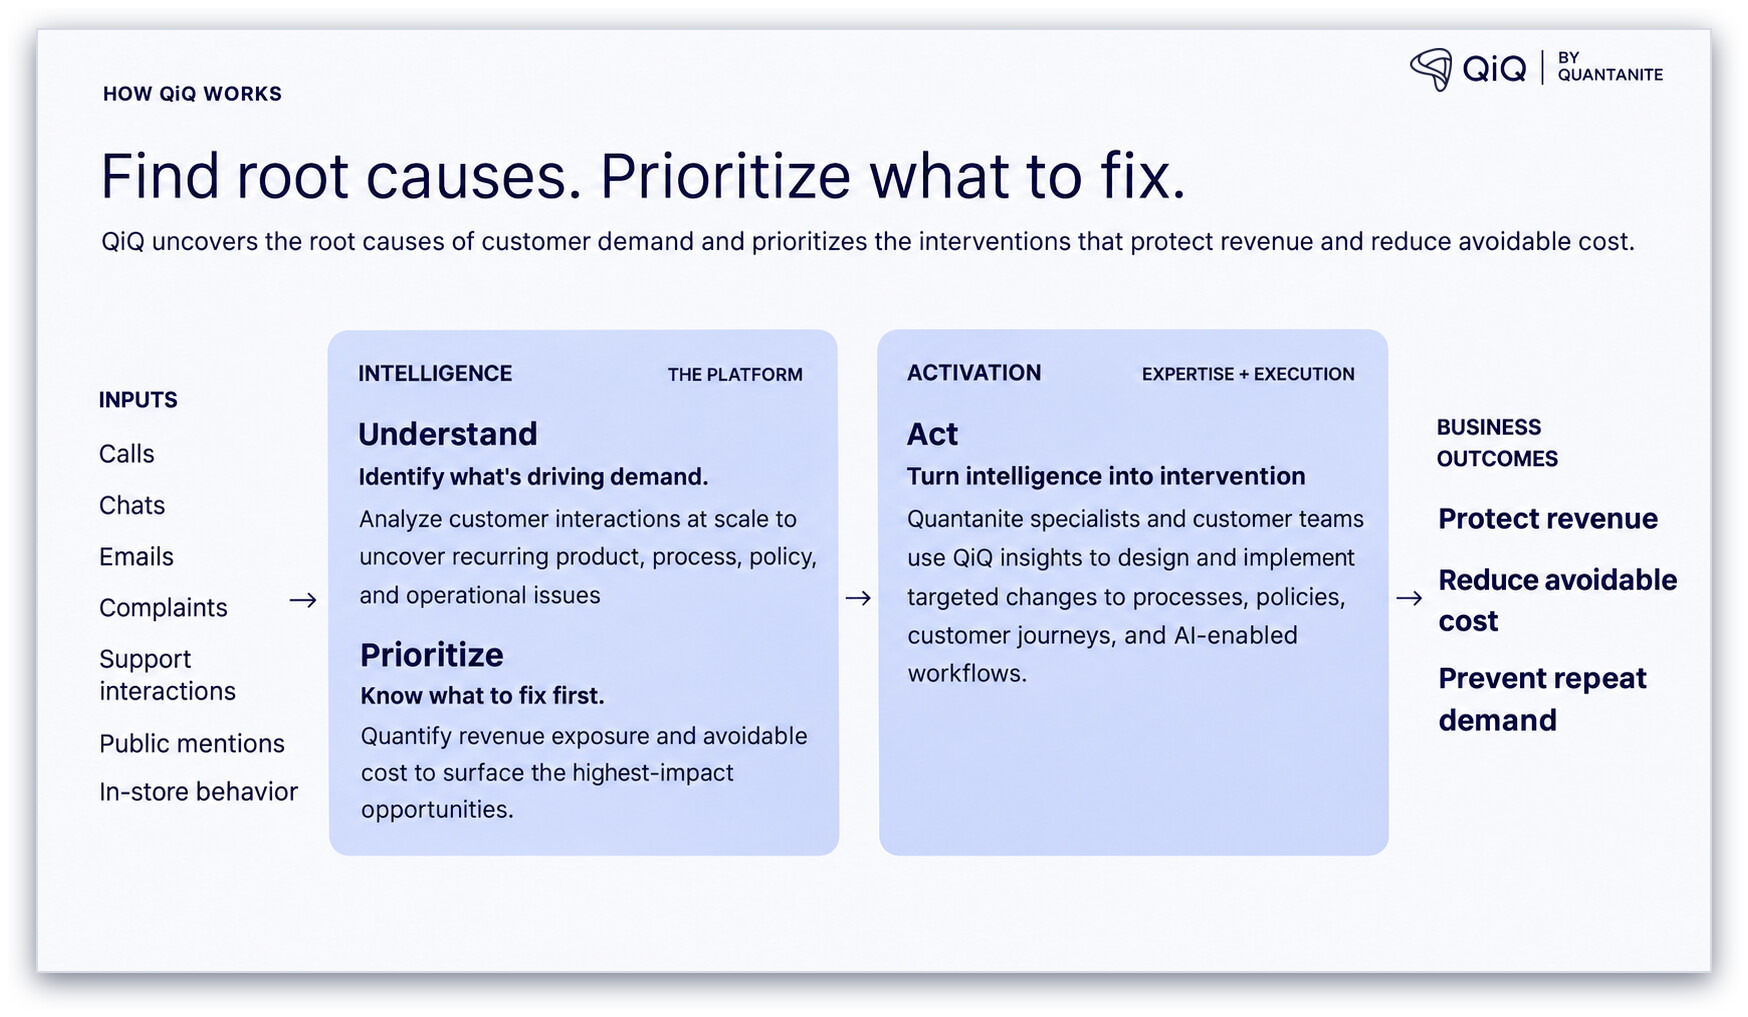 HOW QiQ WORKS
QiQ
BY
QUANTANITE
Find root causes. Prioritize what to fix.
QiQ uncovers the root causes of customer demand and prioritizes the interventions that protect revenue and reduce avoidable cost.
INPUTS
Calls
Chats
Emails
Complaints
Support
interactions
Public mentions
In-store behavior
→
INTELLIGENCE
THE PLATFORM
Understand
Identify what's driving demand.
Analyze customer interactions at scale to
uncover recurring product, process, policy,
and operational issues
Prioritize
Know what to fix first.
Quantify revenue exposure and avoidable
cost to surface the highest-impact
opportunities.
→
ACTIVATION
EXPERTISE + EXECUTION
Act
Turn intelligence into intervention
Quantanite specialists and customer teams
use QiQ insights to design and implement
targeted changes to processes, policies,
customer journeys, and AI-enabled
workflows.
→
BUSINESS
OUTCOMES
Protect revenue
Reduce avoidable
cost
Prevent repeat
demand